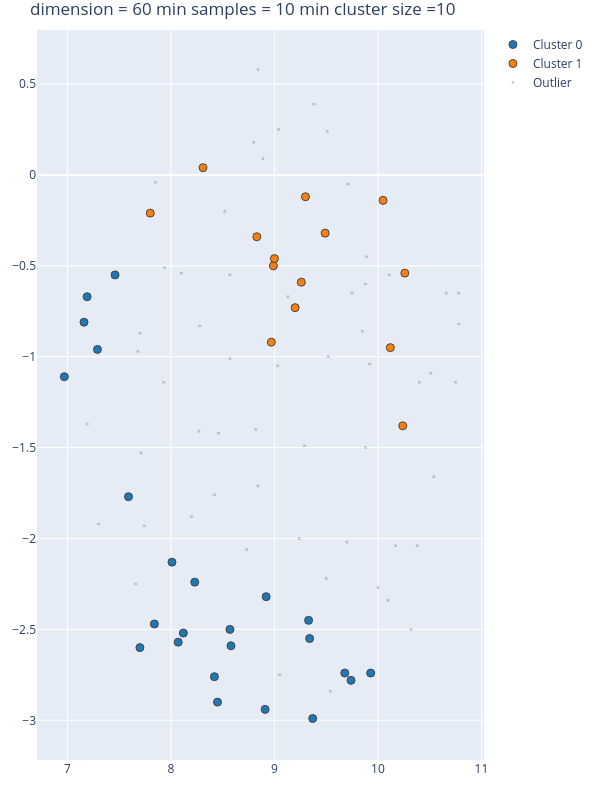 dimension = 60 min samples = 10 min cluster size =10
Cluster 0
Cluster 1
Outlier
0.5
0
−0.5
−1
−1.5
−2
−2.5
−3
7 8 9 10 11